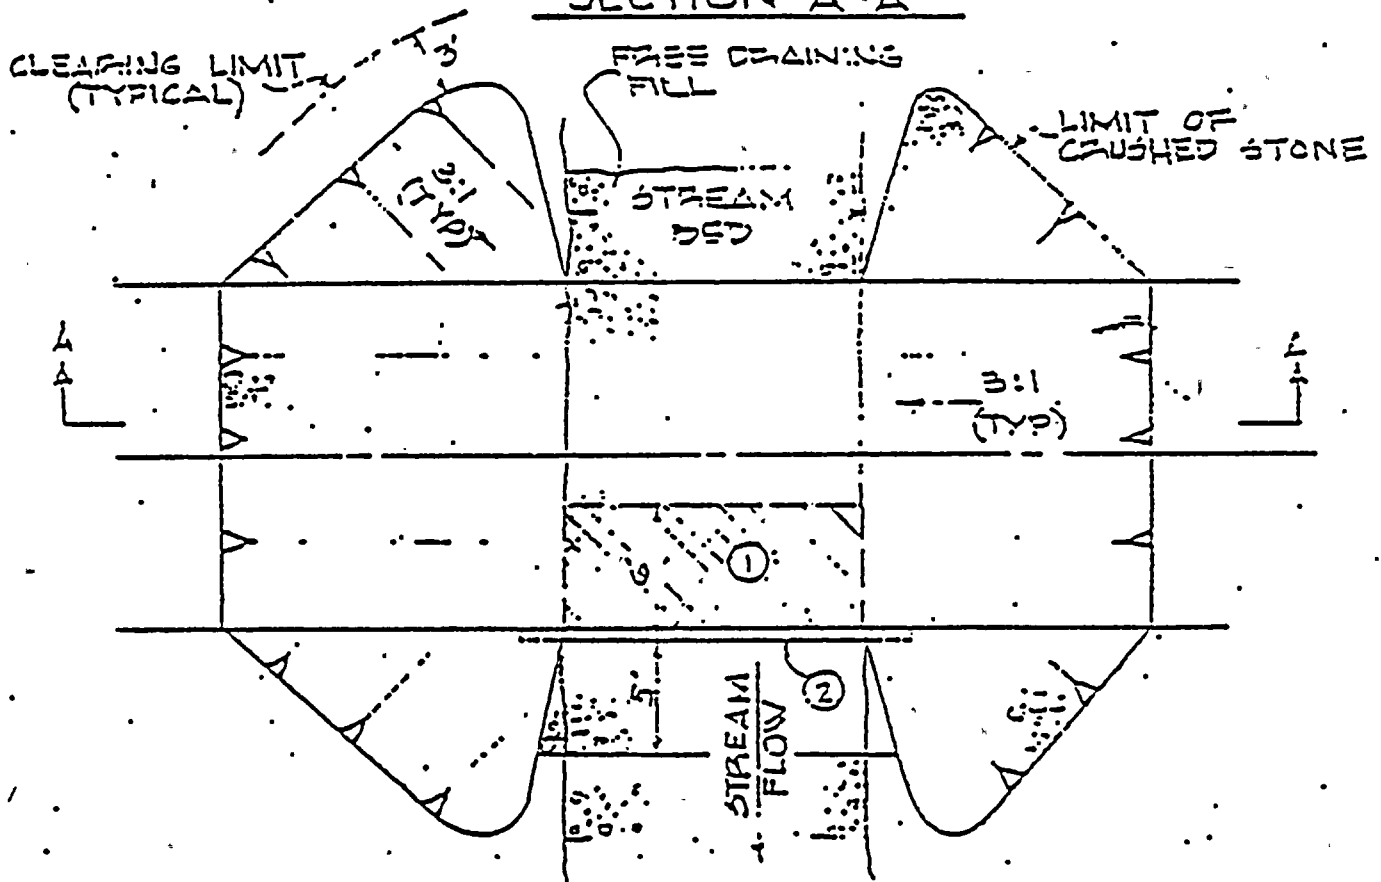 SECTION A-A
CLEARING LIMIT
(TYPICAL)
3'
FREE DRAINING
FILL
LIMIT OF
CRUSHED STONE
3:1
(TYP.)
STREAM
BED
A
A
3:1
(TYP)
1
6'
5'
2
STREAM
FLOW